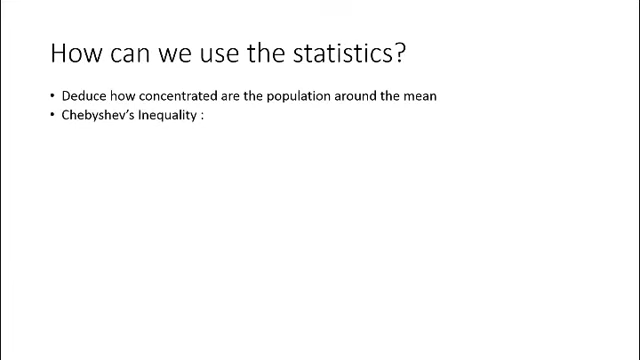 How can we use the statistics?
• Deduce how concentrated are the population around the mean
• Chebyshev's Inequality :